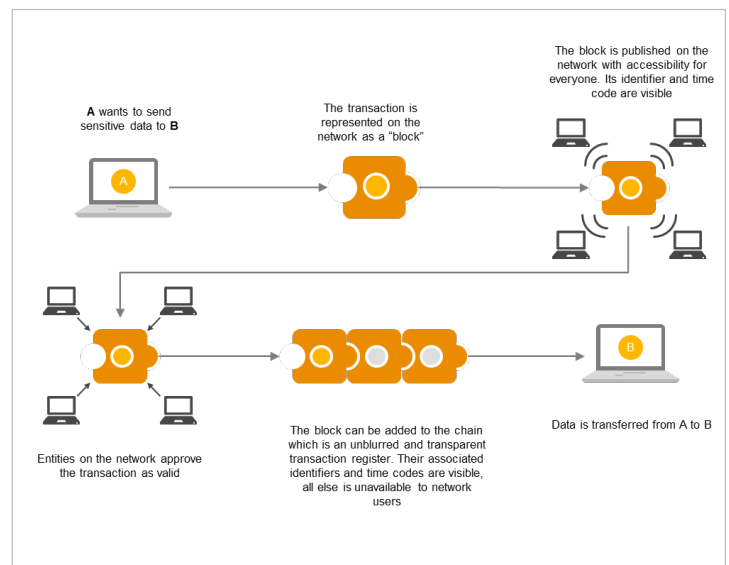 A wants to send
sensitive data to B
A
The transaction is
represented on the
network as a “block”
The block is published on the
network with accessibility for
everyone. Its identifier and time
code are visible
Entities on the network approve
the transaction as valid
The block can be added to the chain
which is an unblurred and transparent
transaction register. Their associated
identifiers and time codes are visible,
all else is unavailable to network
users
B
Data is transferred from A to B